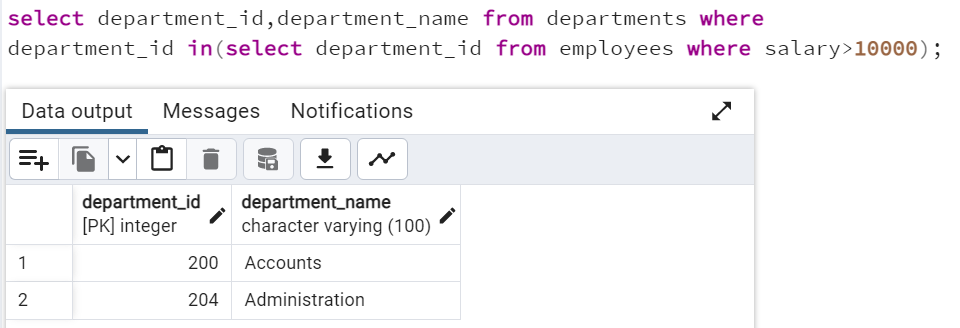 select department_id,department_name from departments where
department_id in(select department_id from employees where salary>10000);
Data output Messages Notifications
department_id department_name
[PK] integer character varying (100)
1 200 Accounts
2 204 Administration